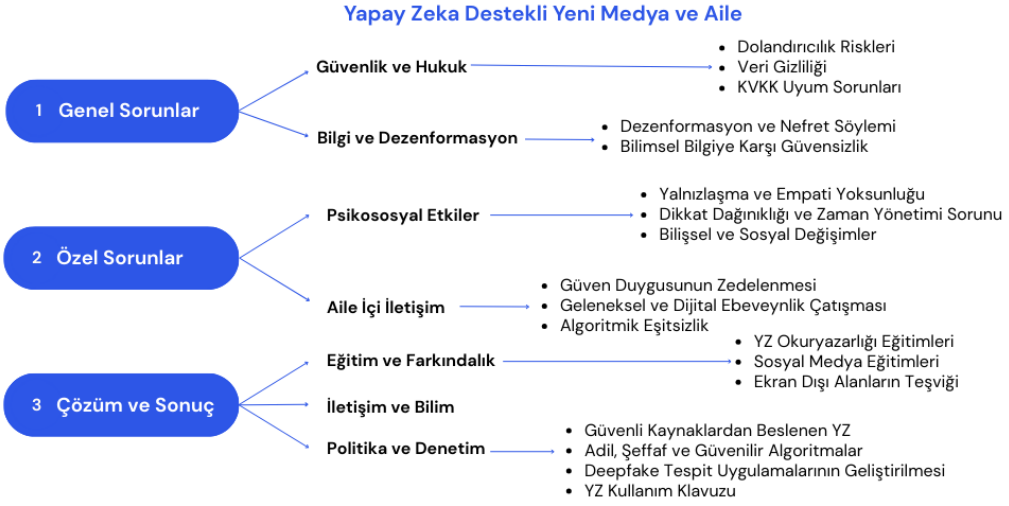 Yapay Zeka Destekli Yeni Medya ve Aile
1 Genel Sorunlar
Güvenlik ve Hukuk
• Dolandırıcılık Riskleri
• Veri Gizliliği
• KVKK Uyum Sorunları
Bilgi ve Dezenformasyon
• Dezenformasyon ve Nefret Söylemi
• Bilimsel Bilgiye Karşı Güvensizlik
2 Özel Sorunlar
Psikososyal Etkiler
• Yalnızlaşma ve Empati Yoksunluğu
• Dikkat Dağınıklığı ve Zaman Yönetimi Sorunu
• Bilişsel ve Sosyal Değişimler
Aile İçi İletişim
• Güven Duygusunun Zedelenmesi
• Geleneksel ve Dijital Ebeveynlik Çatışması
• Algoritmik Eşitsizlik
3 Çözüm ve Sonuç
Eğitim ve Farkındalık
• YZ Okuryazarlığı Eğitimleri
• Sosyal Medya Eğitimleri
• Ekran Dışı Alanların Teşviği
İletişim ve Bilim
Politika ve Denetim
• Güvenli Kaynaklardan Beslenen YZ
• Adil, Şeffaf ve Güvenilir Algoritmalar
• Deepfake Tespit Uygulamalarının Geliştirilmesi
• YZ Kullanım Klavuzu